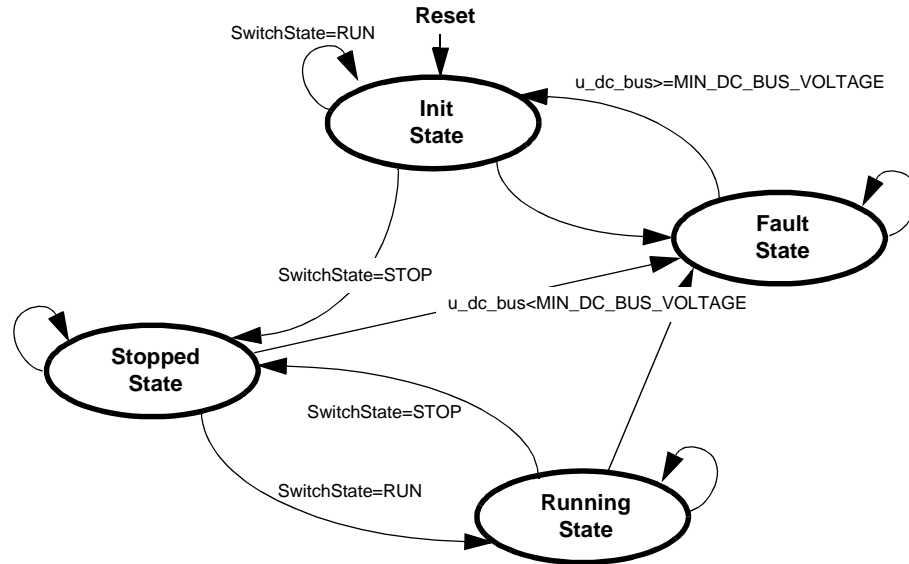 Reset
SwitchState=RUN
u_dc_bus>=MIN_DC_BUS_VOLTAGE
Init
State
Fault
State
SwitchState=STOP
u_dc_bus<MIN_DC_BUS_VOLTAGE
Stopped
State
SwitchState=STOP
SwitchState=RUN
Running
State